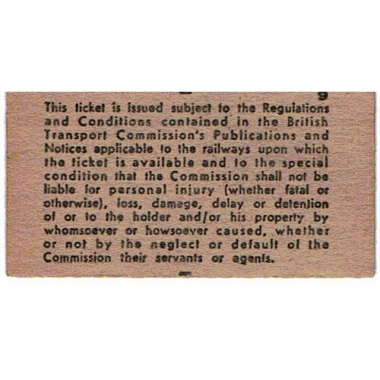 This ticket is issued subject to the Regulations
and Conditions contained in the British
Transport Commission's Publications and
Notices applicable to the railways upon which
the ticket is available and to the special
condition that the Commission shall not be
liable for personal injury (whether fatal or
otherwise), loss, damage, delay or detention
of or to the holder and/or his property by
whomsoever or howsoever caused, whether
or not by the neglect or default of the
Commission their servants or agents.